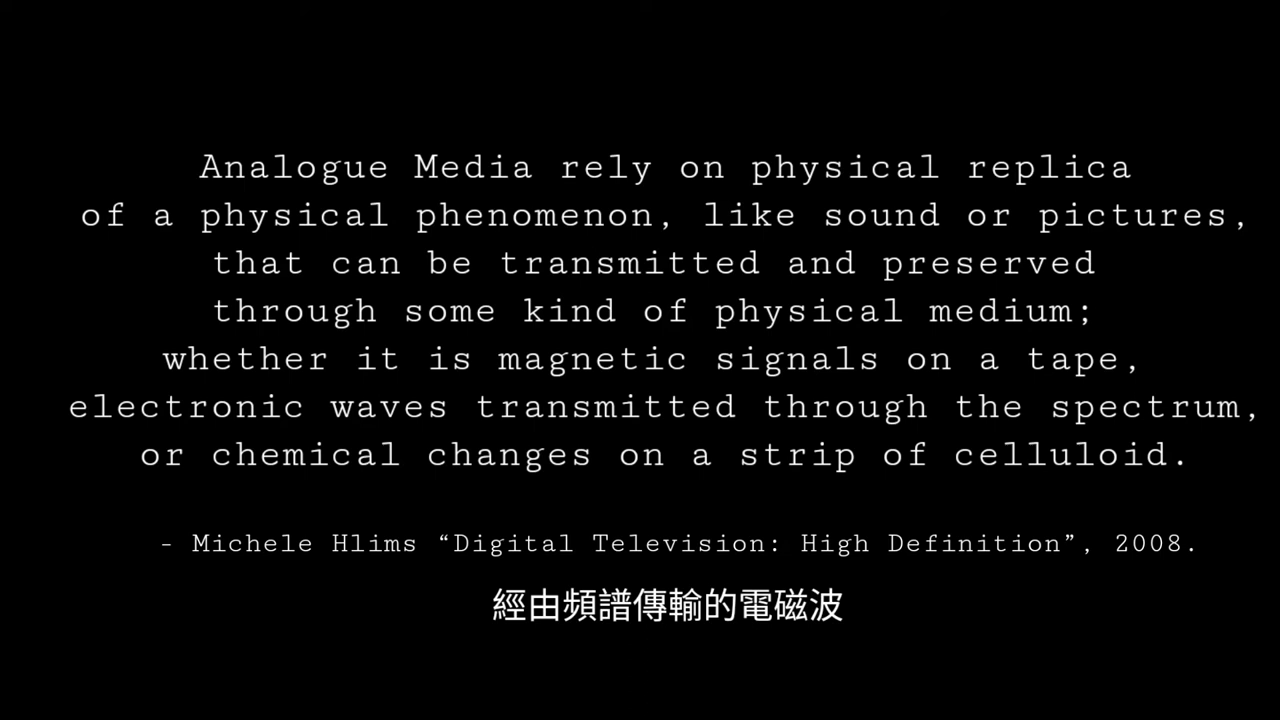 Analogue Media rely on physical replica
of a physical phenomenon, like sound or pictures,
that can be transmitted and preserved
through some kind of physical medium;
whether it is magnetic signals on a tape,
electronic waves transmitted through the spectrum,
or chemical changes on a strip of celluloid.
- Michele Hlims “Digital Television: High Definition”, 2008.
經由頻譜傳輸的電磁波